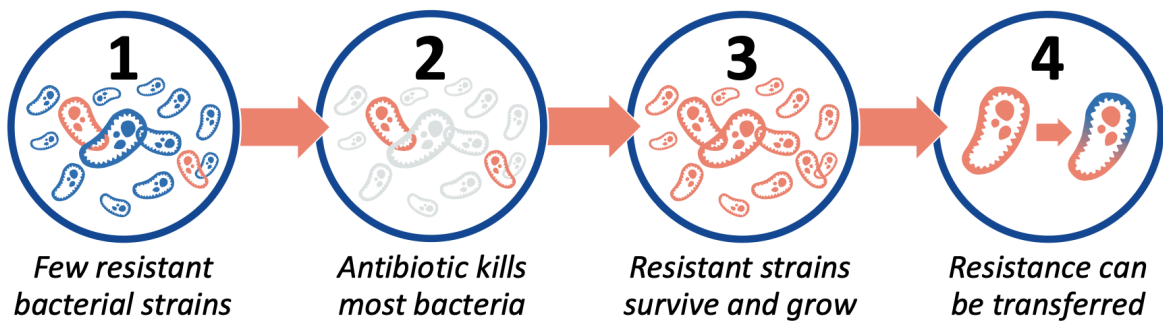 1
2
3
4
Few resistant
bacterial strains
Antibiotic kills
most bacteria
Resistant strains
survive and grow
Resistance can
be transferred